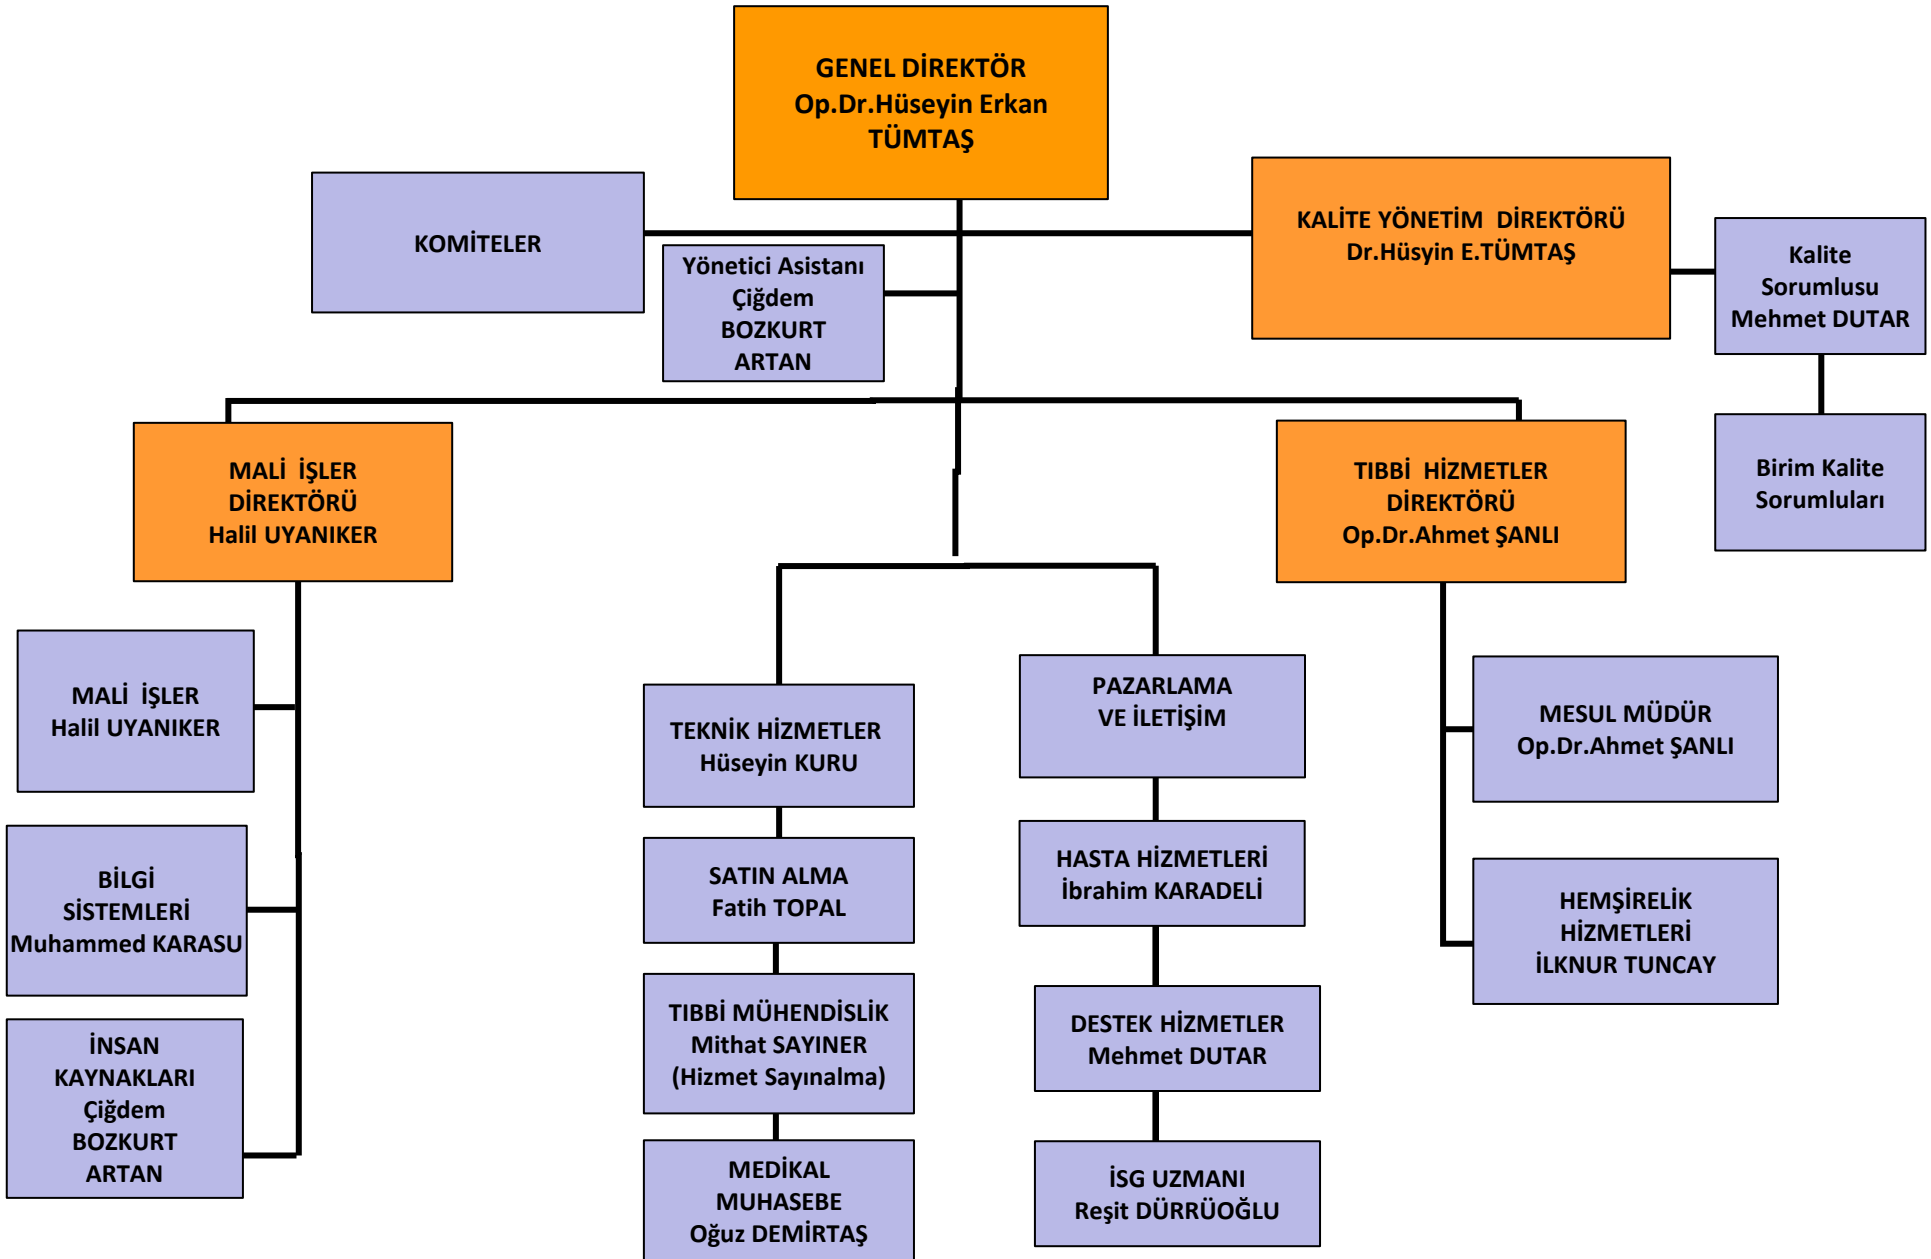 GENEL DİREKTÖR
Op.Dr.Hüseyin Erkan
TÜMTAŞ
KOMİTELER
KALİTE YÖNETİM  DİREKTÖRÜ
Dr.Hüsyin E.TÜMTAŞ
Yönetici Asistanı
Çiğdem
BOZKURT
ARTAN
Kalite
Sorumlusu
Mehmet DUTAR
Birim Kalite
Sorumluları
MALİ  İŞLER
DİREKTÖRÜ
Halil UYANIKER
TIBBİ  HİZMETLER
DİREKTÖRÜ
Op.Dr.Ahmet ŞANLI
MALİ  İŞLER
Halil UYANIKER
BİLGİ
SİSTEMLERİ
Muhammed KARASU
İNSAN
KAYNAKLARI
Çiğdem
BOZKURT
ARTAN
TEKNİK HİZMETLER
Hüseyin KURU
SATIN ALMA
Fatih TOPAL
TIBBİ MÜHENDİSLİK
Mithat SAYINER
(Hizmet Sayınalma)
MEDİKAL
MUHASEBE
Oğuz DEMİRTAŞ
PAZARLAMA
VE İLETİŞİM
HASTA HİZMETLERİ
İbrahim KARADELİ
DESTEK HİZMETLER
Mehmet DUTAR
İSG UZMANI
Reşit DÜRRÜOĞLU
MESUL MÜDÜR
Op.Dr.Ahmet ŞANLI
HEMŞİRELİK
HİZMETLERİ
İLKNUR TUNCAY